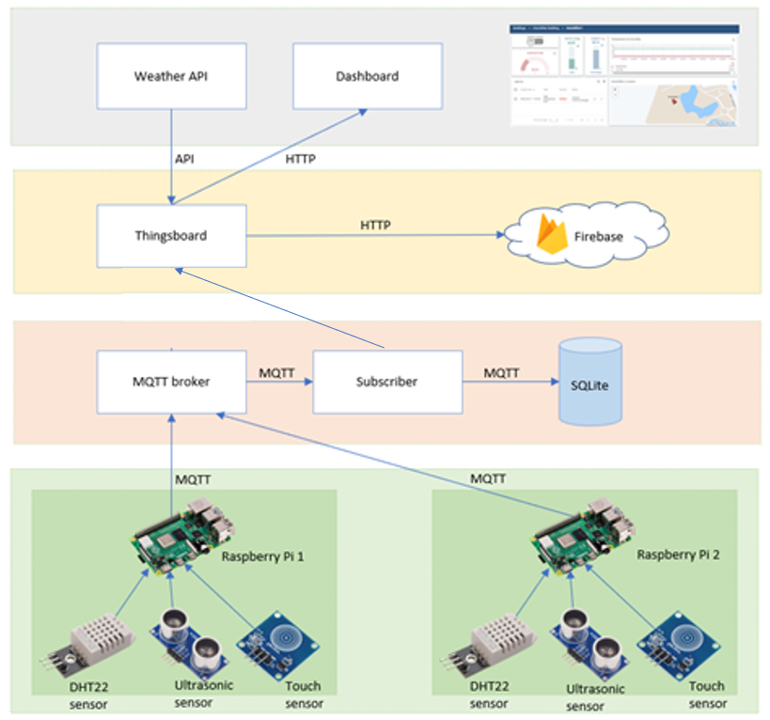 Weather API
Dashboard
API
HTTP
Thingsboard
HTTP
Firebase
MQTT broker
MQTT
Subscriber
MQTT
SQLite
MQTT
MQTT
Raspberry Pi 1
Raspberry Pi 2
DHT22
sensor
Ultrasonic
sensor
Touch
sensor
DHT22
sensor
Ultrasonic
sensor
Touch
sensor